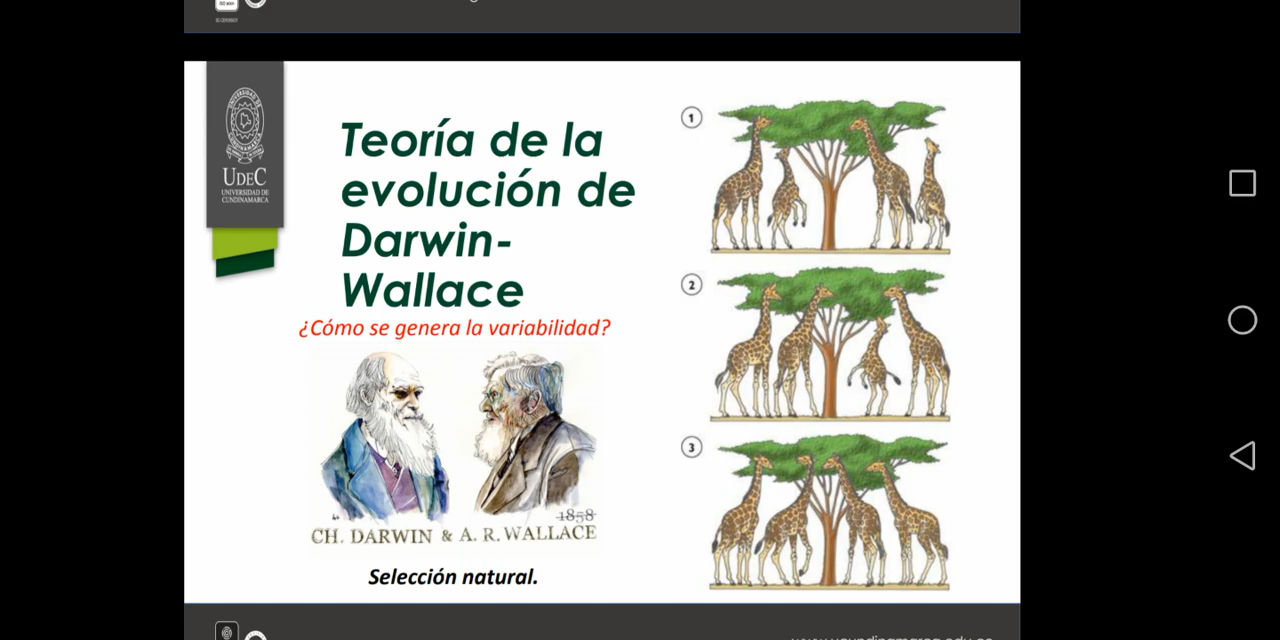 UDEC
UNIVERSIDAD DE
CUNDINAMARCA
Teoría de la
evolución de
Darwin-
Wallace
¿Cómo se genera la variabilidad?
1858
CH. DARWIN & A. R. WALLACE
Selección natural.
1
2
3